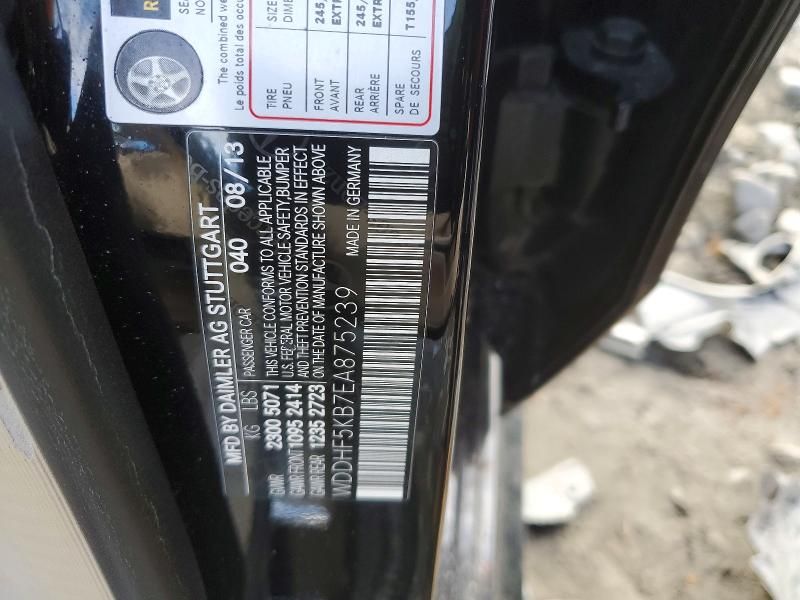 R
SE
NO
The combined we
Le poids total des occu
TIRE
PNEU
SIZE
DIME
FRONT
AVANT
245,
EXTR
REAR
ARRIÈRE
245,
EXTR
SPARE
DE SECOURS
T155,
MFD BY DAIMLER AG STUTTGART
040 08/13
KG LBS PASSENGER CAR
GVWR 2300 5071
GAWR FRONT 1095 2414
GAWR REAR 1235 2723
THIS VEHICLE CONFORMS TO ALL APPLICABLE
U.S. FEDERAL MOTOR VEHICLE SAFETY,BUMPER
AND THEFT PREVENTION STANDARDS IN EFFECT
ON THE DATE OF MANUFACTURE SHOWN ABOVE
WDDHF5KB7EA875239 MADE IN GERMANY